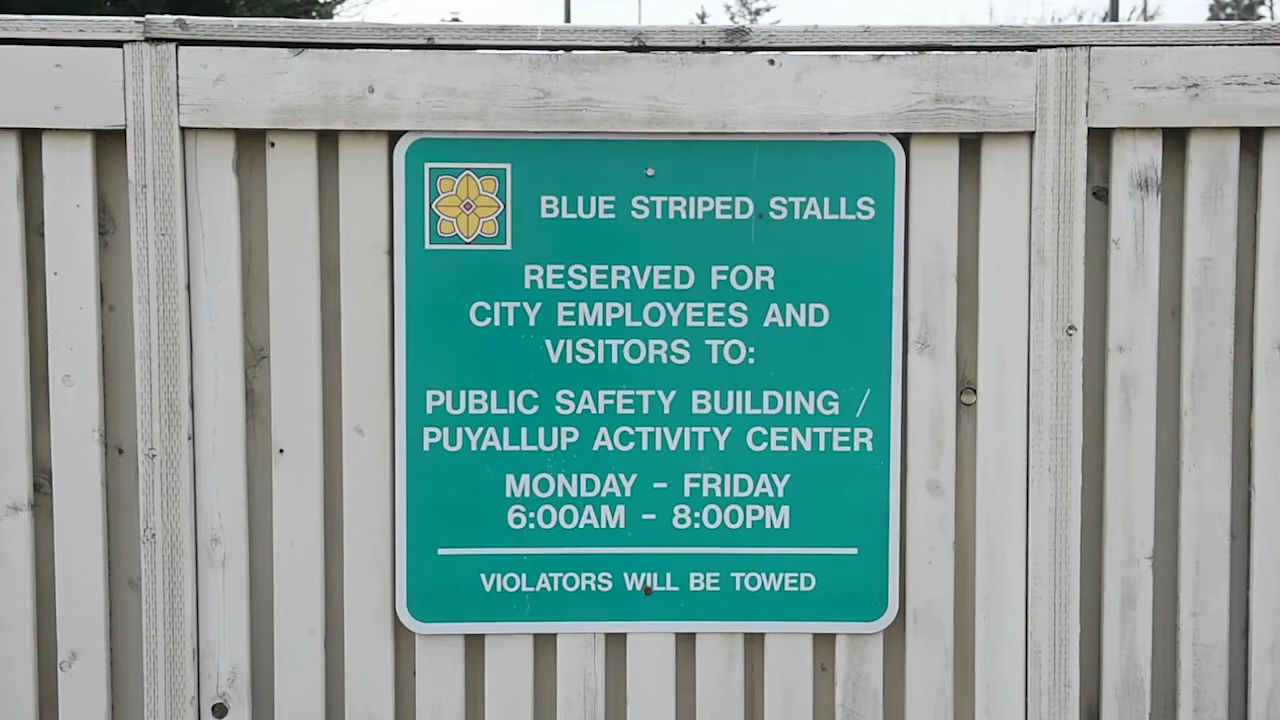 BLUE STRIPED STALLS
RESERVED FOR
CITY EMPLOYEES AND
VISITORS TO:
PUBLIC SAFETY BUILDING /
PUYALLUP ACTIVITY CENTER
MONDAY - FRIDAY
6:00AM - 8:00PM
VIOLATORS WILL BE TOWED